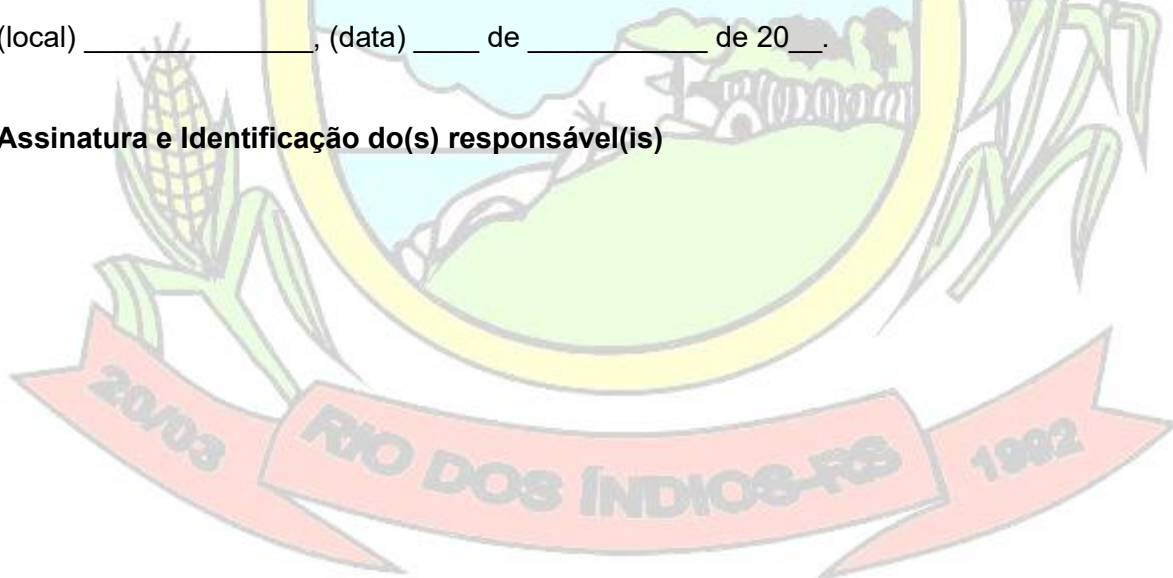 (local) _______________, (data) ____ de ____________ de 20__.
Assinatura e Identificação do(s) responsável(is)
20/03
RIO DOS ÍNDIOS-RS
1992